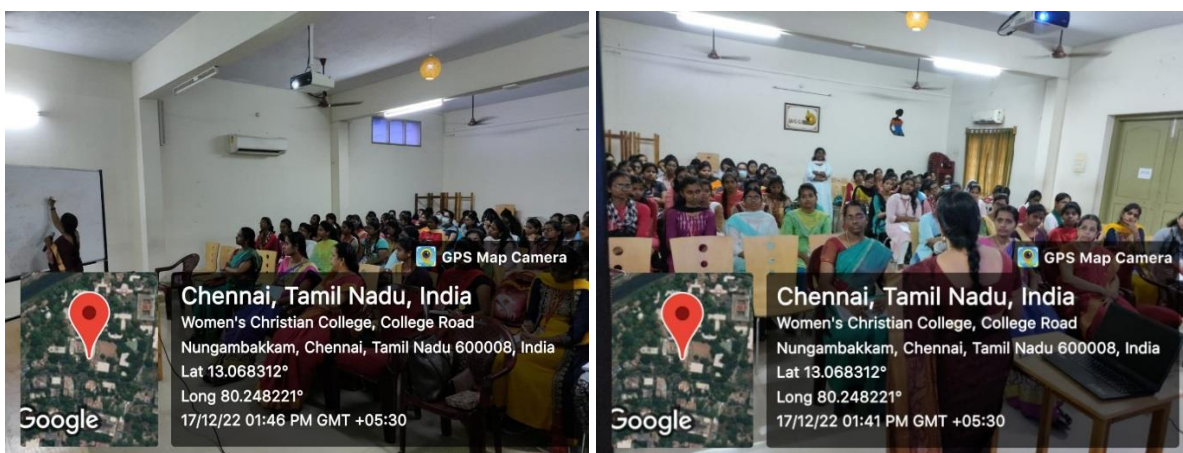 GPS Map Camera
Chennai, Tamil Nadu, India
Women's Christian College, College Road
Nungambakkam, Chennai, Tamil Nadu 600008, India
Lat 13.068312°
Long 80.248221°
17/12/22 01:46 PM GMT +05:30
Google
GPS Map Camera
Chennai, Tamil Nadu, India
Women's Christian College, College Road
Nungambakkam, Chennai, Tamil Nadu 600008, India
Lat 13.068312°
Long 80.248221°
17/12/22 01:41 PM GMT +05:30
Google